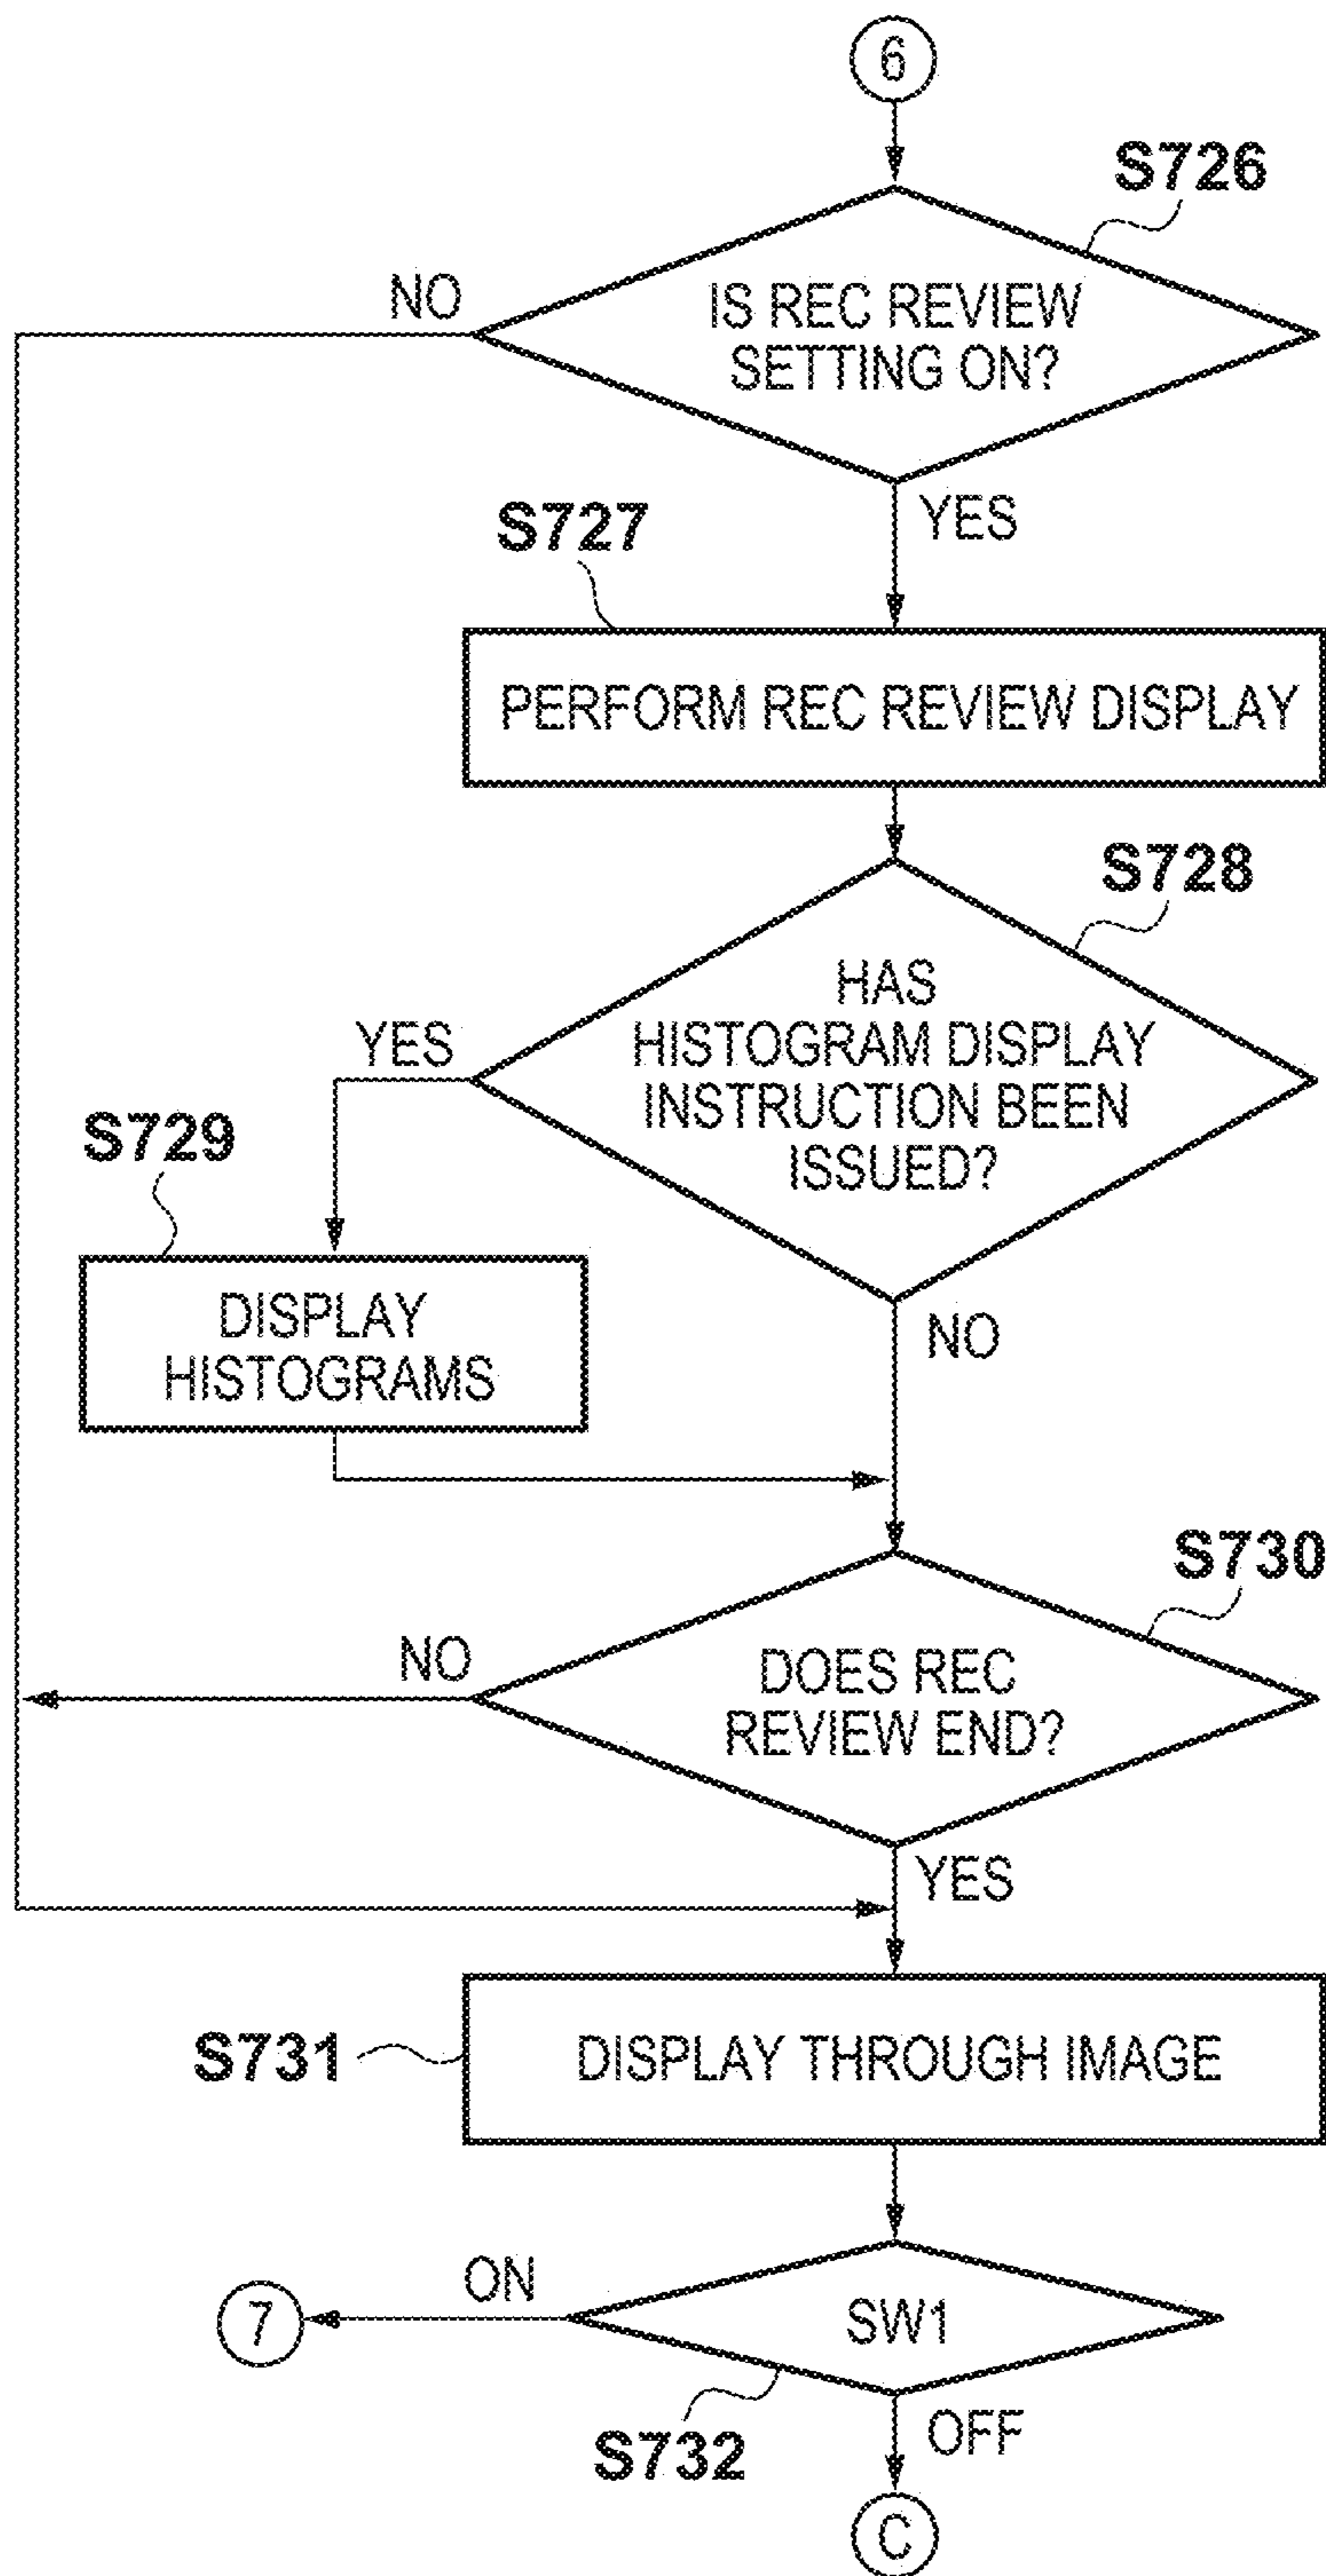 6
S726
NO
IS REC REVIEW
SETTING ON?
YES
S727
PERFORM REC REVIEW DISPLAY
S728
HAS
HISTOGRAM DISPLAY
INSTRUCTION BEEN
ISSUED?
YES
S729
DISPLAY
HISTOGRAMS
NO
S730
NO
DOES REC
REVIEW END?
YES
S731
DISPLAY THROUGH IMAGE
ON
7
SW1
S732
OFF
C